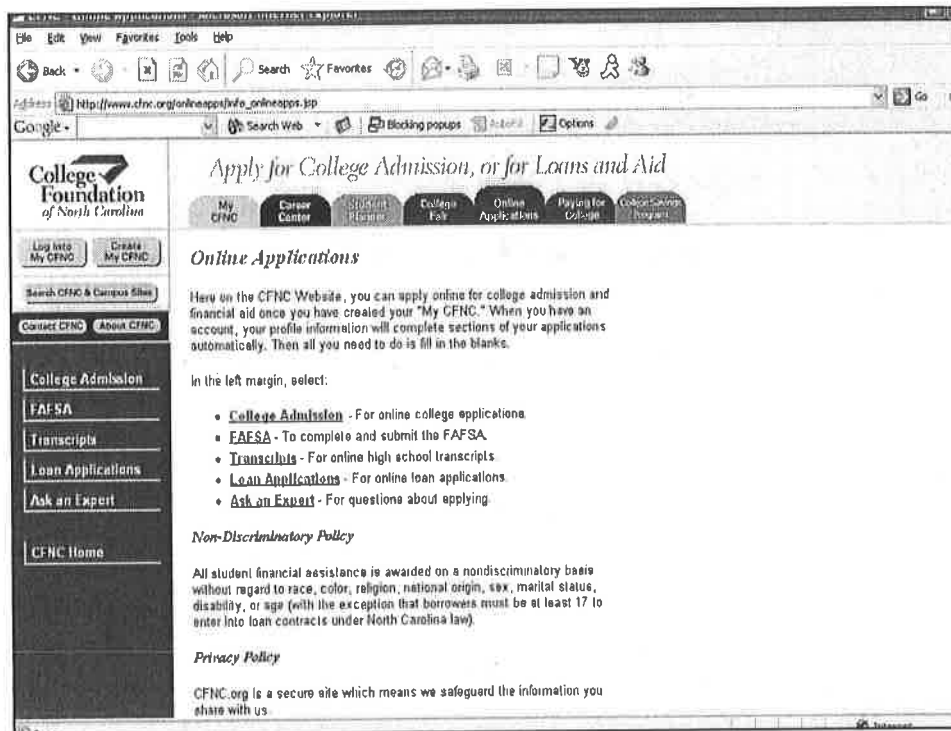 CFNC - Online Applications - Microsoft Internet Explorer
File Edit View Favorites Tools Help
Back Search Favorites
Address http://www.cfnc.org/onlineapps/info_onlineapps.jsp Go
Google Search Web Blocking popups Options
College
Foundation
of North Carolina
Apply for College Admission, or for Loans and Aid
My
CFNC
Career
Center
Student
Planner
College
Fair
Online
Applications
Paying for
College
College Savings
Program
Log Into
My CFNC
Create
My CFNC
Search CFNC & Campus Sites
Contact CFNC About CFNC
College Admission
FAFSA
Transcripts
Loan Applications
Ask an Expert
CFNC Home
Online Applications
Here on the CFNC Website, you can apply online for college admission and
financial aid once you have created your "My CFNC." When you have an
account, your profile information will complete sections of your applications
automatically. Then all you need to do is fill in the blanks.
In the left margin, select:
• College Admission - For online college applications.
• FAFSA - To complete and submit the FAFSA.
• Transcripts - For online high school transcripts.
• Loan Applications - For online loan applications.
• Ask an Expert - For questions about applying.
Non-Discriminatory Policy
All student financial assistance is awarded on a nondiscriminatory basis
without regard to race, color, religion, national origin, sex, marital status,
disability, or age (with the exception that borrowers must be at least 17 to
enter into loan contracts under North Carolina law).
Privacy Policy
CFNC.org is a secure site which means we safeguard the information you
share with us
Internet